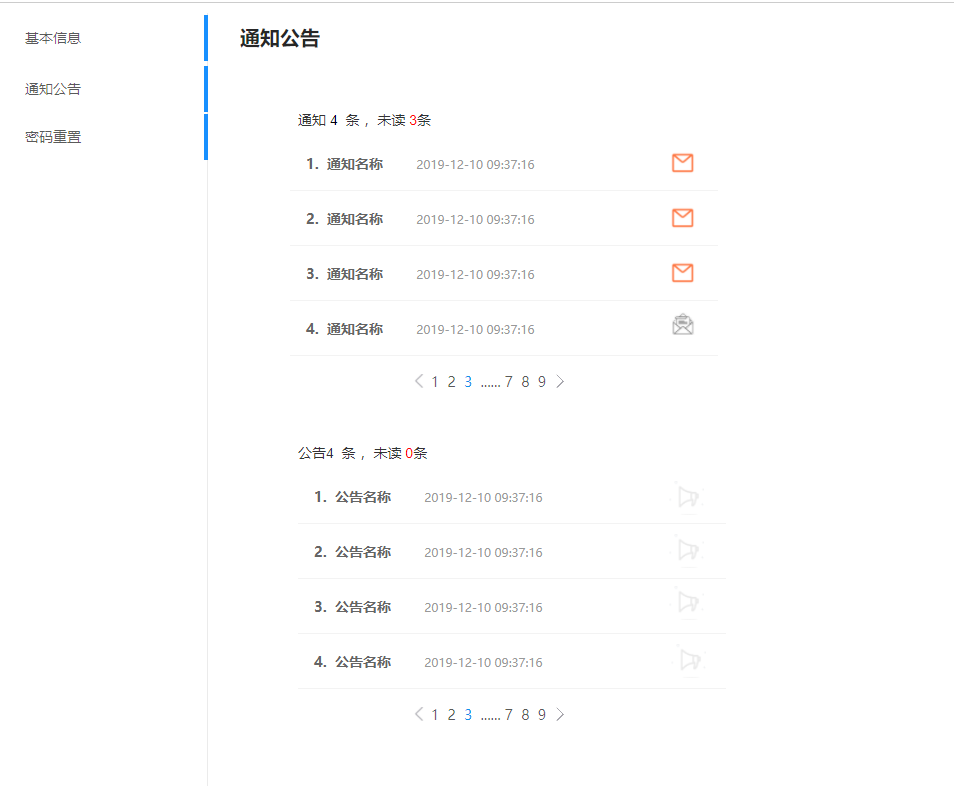 基本信息
通知公告
密码重置
通知公告
通知 4 条 ，未读 3条
1. 通知名称 2019-12-10 09:37:16
2. 通知名称 2019-12-10 09:37:16
3. 通知名称 2019-12-10 09:37:16
4. 通知名称 2019-12-10 09:37:16
1 2 3 ...... 7 8 9
公告4 条 ，未读 0条
1. 公告名称 2019-12-10 09:37:16
2. 公告名称 2019-12-10 09:37:16
3. 公告名称 2019-12-10 09:37:16
4. 公告名称 2019-12-10 09:37:16
1 2 3 ...... 7 8 9